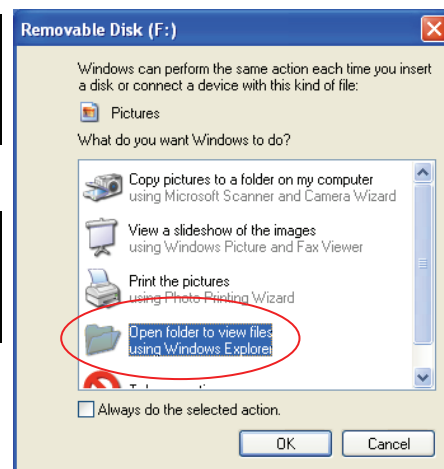 Removable Disk (F:)
Windows can perform the same action each time you insert
a disk or connect a device with this kind of file:
Pictures
What do you want Windows to do?
Copy pictures to a folder on my computer
using Microsoft Scanner and Camera Wizard
View a slideshow of the images
using Windows Picture and Fax Viewer
Print the pictures
using Photo Printing Wizard
Open folder to view files
using Windows Explorer
Always do the selected action.
OK Cancel